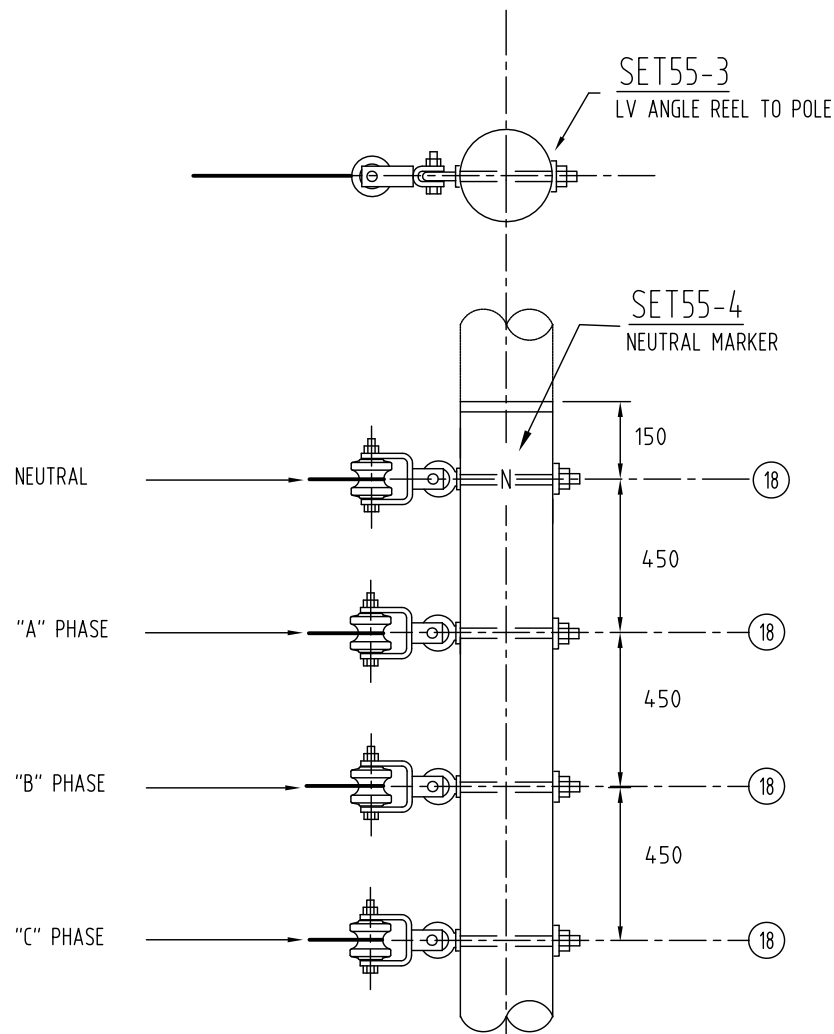 SET55-3
LV ANGLE REEL TO POLE
SET55-4
NEUTRAL MARKER
150
NEUTRAL
N
18
450
"A" PHASE
18
450
"B" PHASE
18
450
"C" PHASE
18